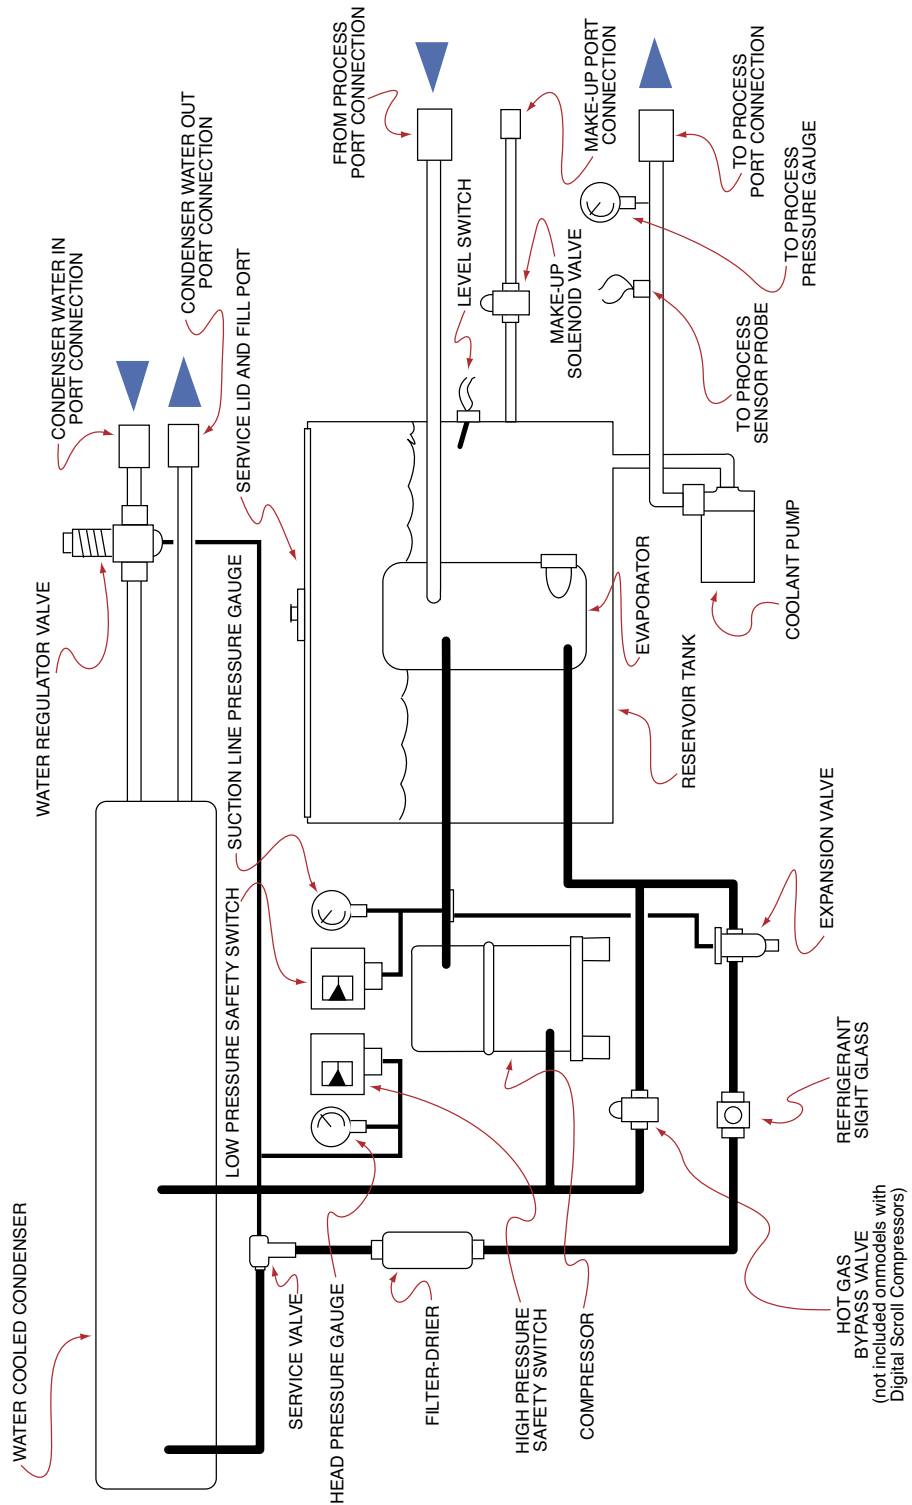 WATER COOLED CONDENSER
WATER REGULATOR VALVE
CONDENSER WATER IN
PORT CONNECTION
CONDENSER WATER OUT
PORT CONNECTION
SERVICE LID AND FILL PORT
SUCTION LINE PRESSURE GAUGE
LOW PRESSURE SAFETY SWITCH
SERVICE VALVE
HEAD PRESSURE GAUGE
FROM PROCESS
PORT CONNECTION
LEVEL SWITCH
FILTER-DRIER
HIGH PRESSURE
SAFETY SWITCH
COMPRESSOR
MAKE-UP
SOLENOID VALVE
MAKE-UP PORT
CONNECTION
EVAPORATOR
RESERVOIR TANK
TO PROCESS
PORT CONNECTION
TO PROCESS
SENSOR PROBE
TO PROCESS
PRESSURE GAUGE
COOLANT PUMP
EXPANSION VALVE
REFRIGERANT
SIGHT GLASS
HOT GAS
BYPASS VALVE
(not included onmodels with
Digital Scroll Compressors)